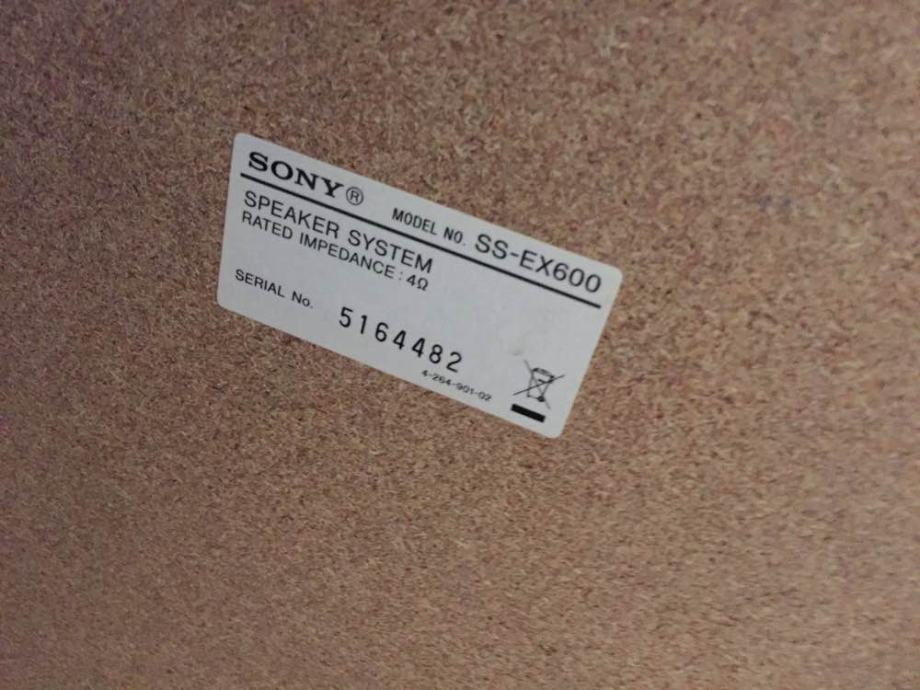 SONY®
MODEL NO. SS-EX600
SPEAKER SYSTEM
RATED IMPEDANCE : 4Ω
SERIAL No. 5164482
4-264-901-02